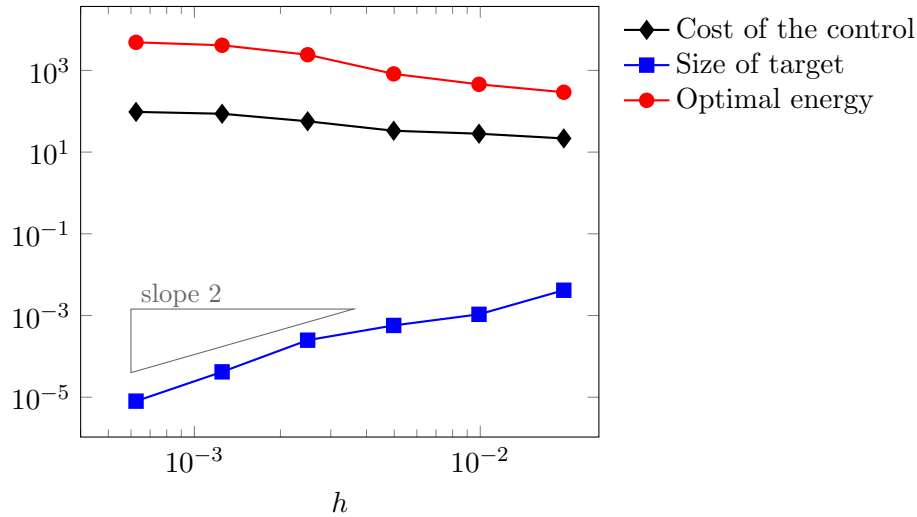 Cost of the control
Size of target
Optimal energy
10^3
10^1
10^-1
slope 2
10^-3
10^-5
10^-3
10^-2
h